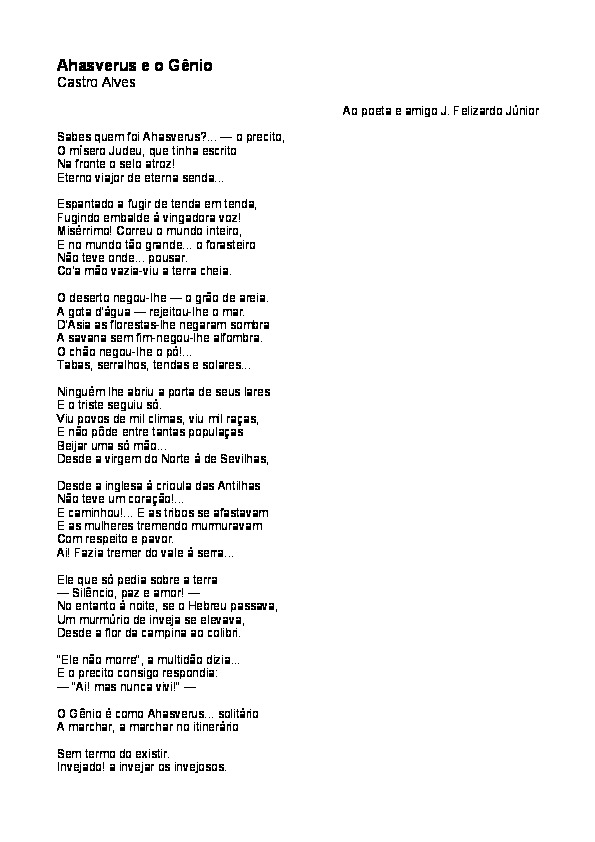 Ahasverus e o Gênio
Castro Alves
Ao poeta e amigo J. Felizardo Júnior
Sabes quem foi Ahasverus?... — o precito,
O mísero Judeu, que tinha escrito
Na fronte o selo atroz!
Eterno viajor de eterna senda...
Espantado a fugir de tenda em tenda,
Fugindo embalde à vingadora voz!
Misérrimo! Correu o mundo inteiro,
E no mundo tão grande... o forasteiro
Não teve onde... pousar.
Co'a mão vazia-viu a terra cheia.
O deserto negou-lhe — o grão de areia.
A gota d'água — rejeitou-lhe o mar.
D'Ásia as florestas-lhe negaram sombra
A savana sem fim-negou-lhe alfombra.
O chão negou-lhe o pó!...
Tabas, serralhos, tendas e solares...
Ninguém lhe abriu a porta de seus lares
E o triste seguiu só.
Viu povos de mil climas, viu mil raças,
E não pôde entre tantas populaças
Beijar uma só mão...
Desde a virgem do Norte à de Sevilhas,
Desde a inglesa à crioula das Antilhas
Não teve um coração!...
E caminhou!... E as tribos se afastavam
E as mulheres tremendo murmuravam
Com respeito e pavor.
Ai! Fazia tremer do vale à serra...
Ele que só pedia sobre a terra
— Silêncio, paz e amor! —
No entanto à noite, se o Hebreu passava,
Um murmúrio de inveja se elevava,
Desde a flor da campina ao colibri.
"Ele não morre", a multidão dizia...
E o precito consigo respondia:
— "Ai! mas nunca vivi!" —
O Gênio é como Ahasverus... solitário
A marchar, a marchar no itinerário
Sem termo do existir.
Invejado! a invejar os invejosos.